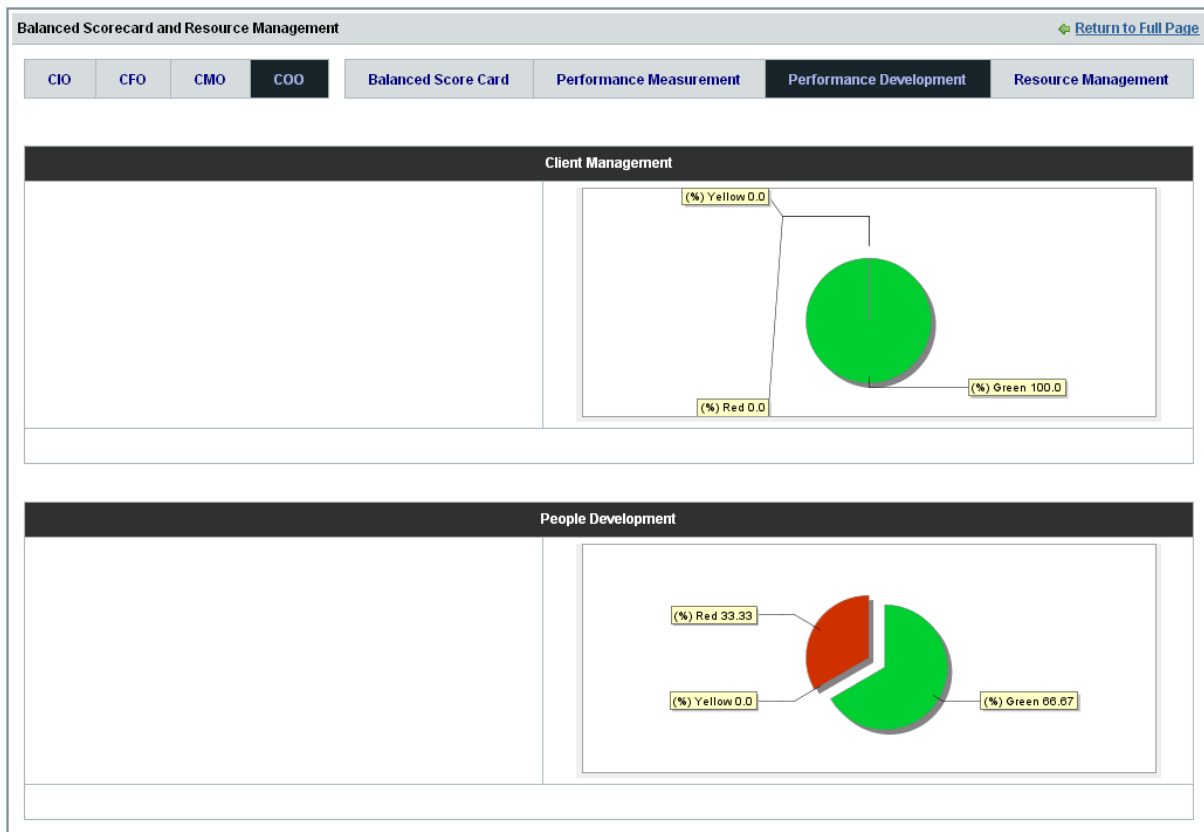 Balanced Scorecard and Resource Management Return to Full Page
CIO CFO CMO COO Balanced Score Card Performance Measurement Performance Development Resource Management
Client Management
(%) Yellow 0.0
(%) Green 100.0
(%) Red 0.0
People Development
(%) Red 33.33
(%) Yellow 0.0
(%) Green 66.67